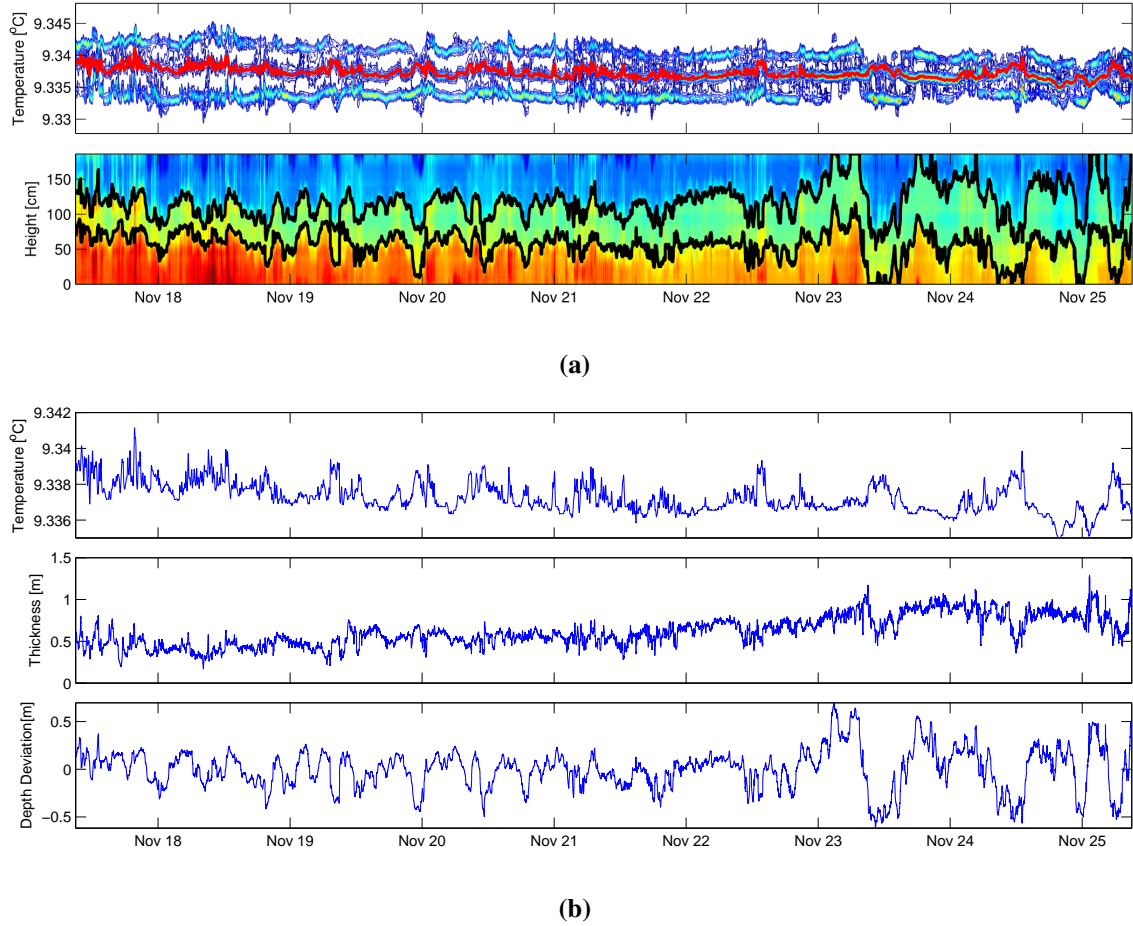 9.345
9.34
9.335
9.33
Temperature [°C]
150
100
50
0
Height [cm]
Nov 18 Nov 19 Nov 20 Nov 21 Nov 22 Nov 23 Nov 24 Nov 25
(a)
9.342
9.34
9.338
9.336
Temperature [°C]
1.5
1
0.5
0
Thickness [m]
0.5
0
−0.5
Depth Deviation[m]
Nov 18 Nov 19 Nov 20 Nov 21 Nov 22 Nov 23 Nov 24 Nov 25
(b)